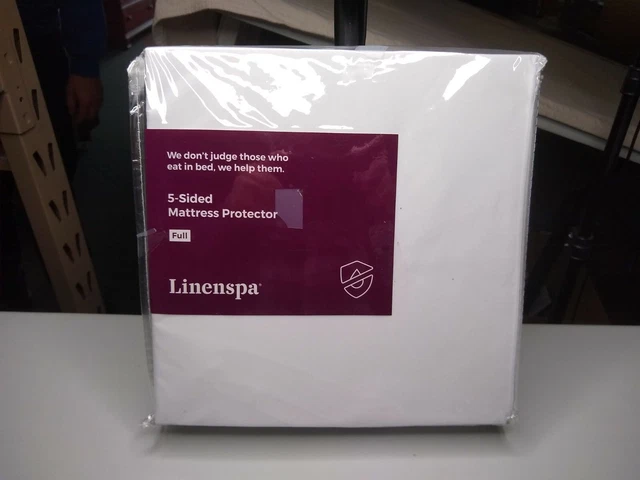 We don't judge those who
eat in bed, we help them.
5-Sided
Mattress Protector
Full
Linenspa